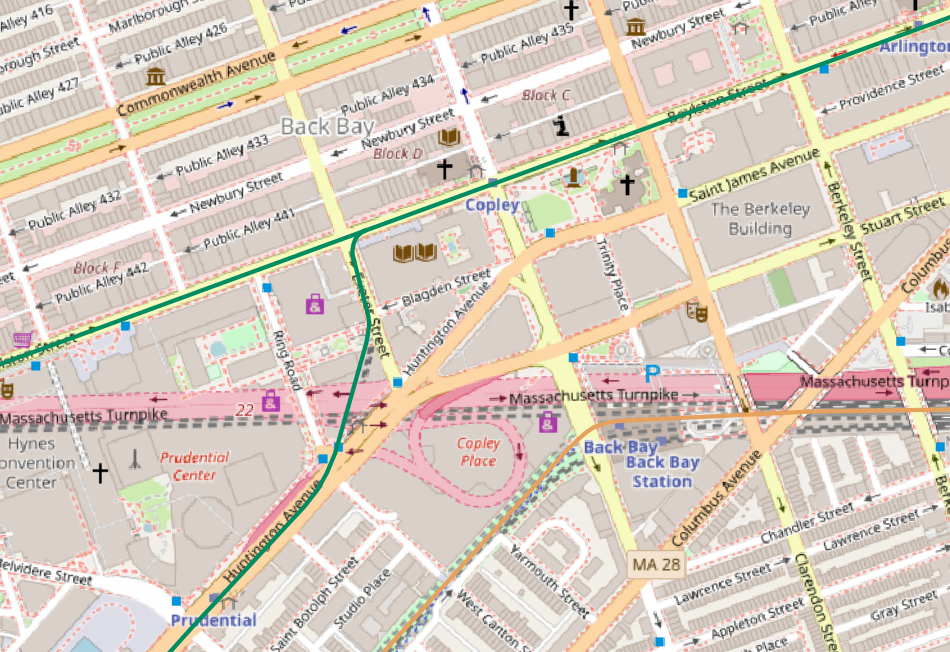 Alley 416
Marlborough Street
Public Alley 426
Public Alley 435
Newbury Street
Public Alley
Arlington
Public Alley 427
Commonwealth Avenue
Public Alley 434
Block C
Boylston Street
Providence Street
Back Bay
Newbury Street
Public Alley 433
Block D
Saint James Avenue
Public Alley 432
Newbury Street
Copley
The Berkeley
Building
Berkeley Street
Stuart Street
Public Alley 441
Columbus
Block F
Public Alley 442
Trinity Place
Blagden Street
Exeter Street
Huntington Avenue
Isab
Ring Road
P
Massachusetts Turnpike
Massachusetts Turnpike
Massachusetts Turnp
22
Hynes
onvention
Center
Prudential
Center
Copley
Place
Back Bay
Back Bay
Station
Columbus Avenue
Huntington Avenue
Chandler Street
Lawrence Street
MA 28
Lawrence Street
Clarendon Stre
elvidere Street
Yarmouth Street
Saint Botolph Street
Studio Place
West Canton
Appleton Street
Gray Street
Prudential